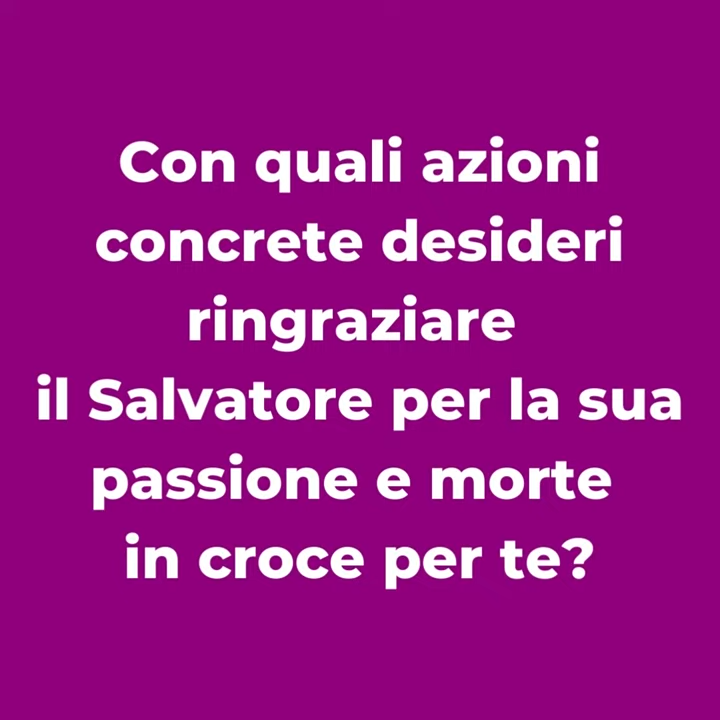 Con quali azioni
concrete desideri
ringraziare
il Salvatore per la sua
passione e morte
in croce per te?